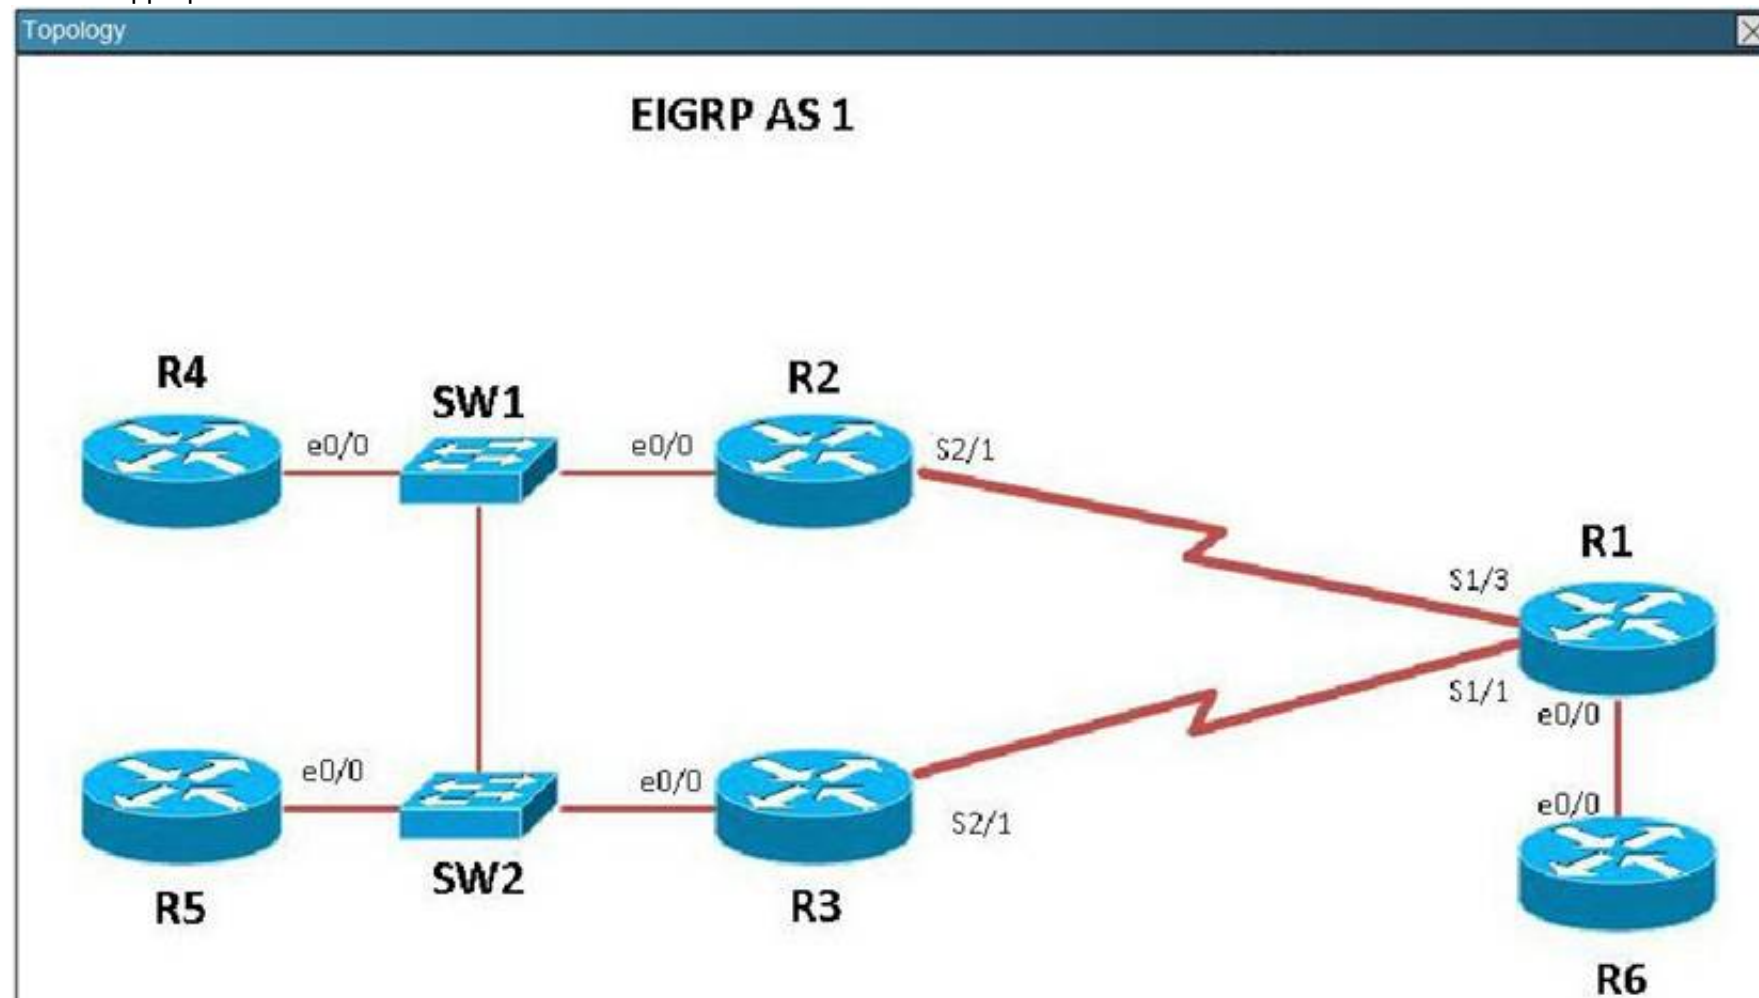 Topology
EIGRP AS 1
R4
SW1
R2
e0/0
e0/0
S2/1
R1
S1/3
S1/1
e0/0
e0/0
e0/0
e0/0
S2/1
R5
SW2
R3
R6